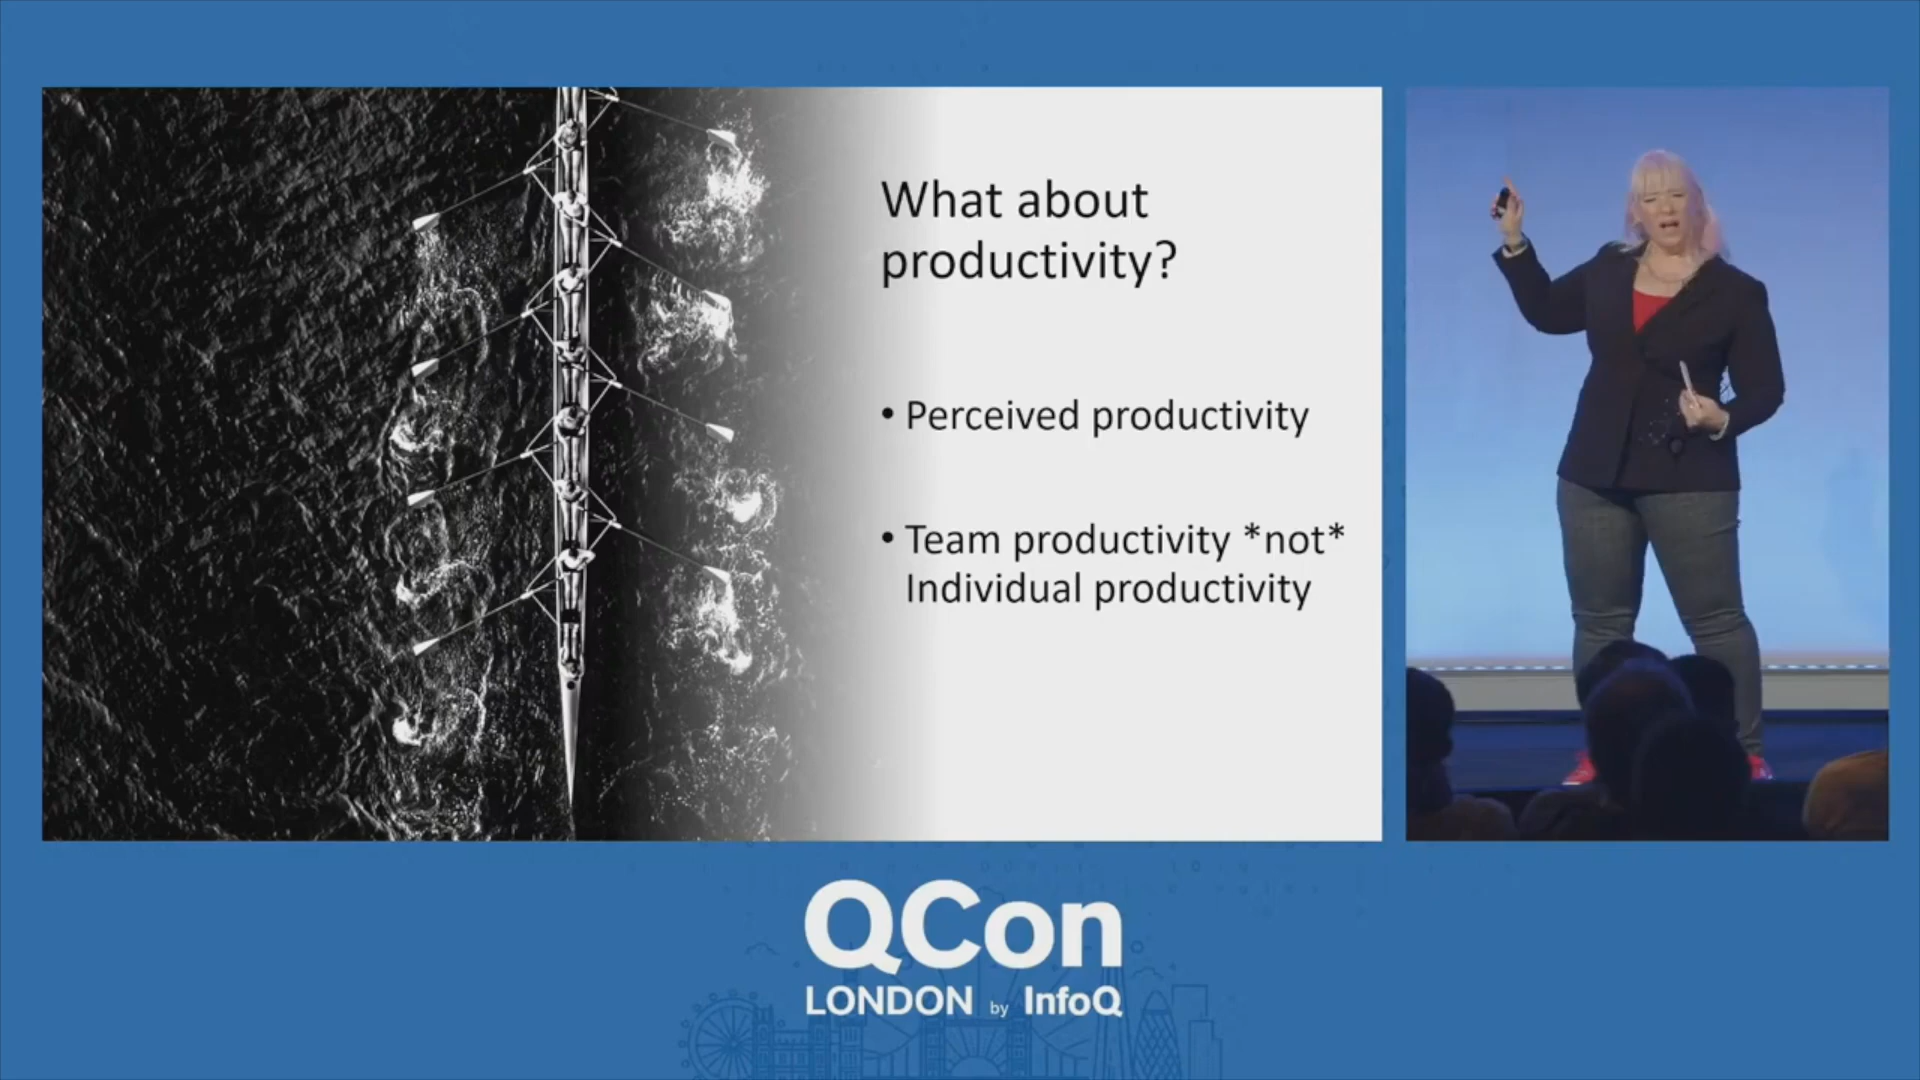 What about
productivity?
• Perceived productivity
• Team productivity *not*
Individual productivity
QCon
LONDON by InfoQ